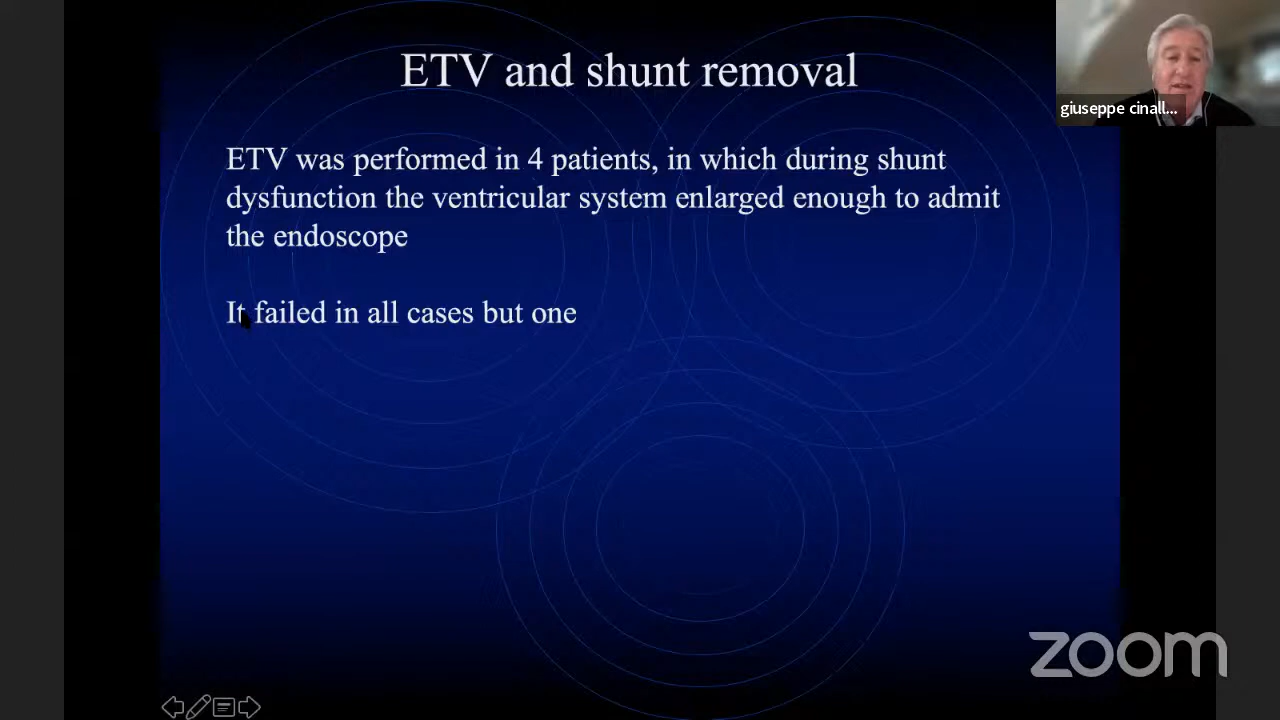 ETV and shunt removal
giuseppe cinall...
ETV was performed in 4 patients, in which during shunt
dysfunction the ventricular system enlarged enough to admit
the endoscope
It failed in all cases but one
zoom